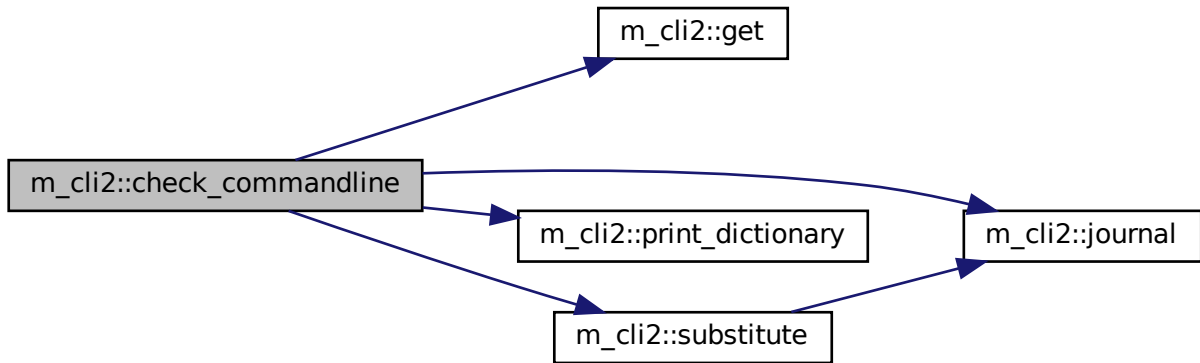 m_cli2::get
m_cli2::check_commandline
m_cli2::print_dictionary
m_cli2::journal
m_cli2::substitute